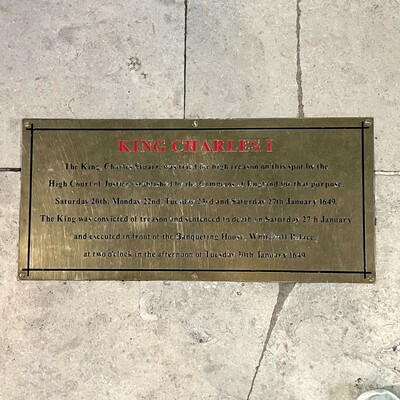 KING CHARLES I
The King, Charles Stuart, was tried for high treason on this spot by the
High Court of Justice established by the Commons of England for that purpose,
Saturday 20th, Monday 22nd, Tuesday 23rd and Saturday 27th January 1649.
The King was convicted of treason and sentenced to death on Saturday 27th January
and executed in front of the Banqueting House, Whitehall Palace,
at two o'clock in the afternoon of Tuesday 30th January 1649.